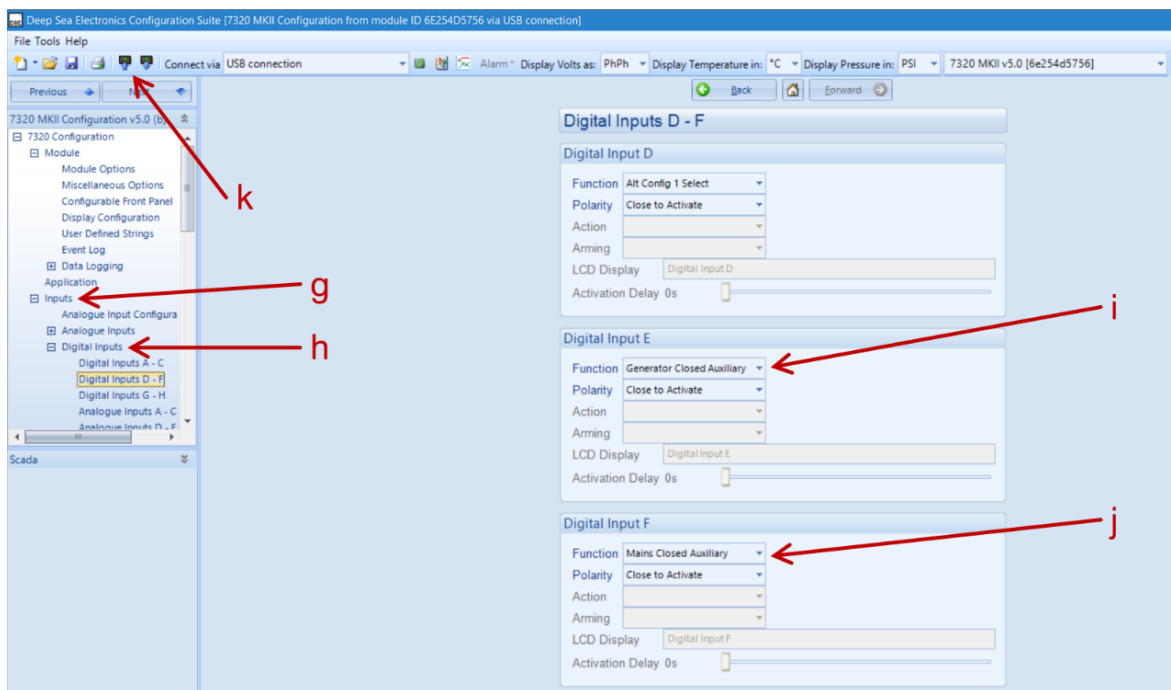 Deep Sea Electronics Configuration Suite [7320 MKII Configuration from module ID 6E254D5756 via USB connection]
File Tools Help
Connect via USB connection Alarm Display Volts as: PhPh Display Temperature in: °C Display Pressure in: PSI 7320 MKII v5.0 [6e254d5756]
Previous
Back Forward
7320 MKII Configuration v5.0 (b)
7320 Configuration
Module
Module Options
Miscellaneous Options
Configurable Front Panel
Display Configuration
User Defined Strings
Event Log
Data Logging
Application
Inputs
Analogue Input Configura
Analogue Inputs
Digital Inputs
Digital Inputs A - C
Digital Inputs D - F
Digital Inputs G - H
Analogue Inputs A - C
Analogue Inputs D - F
Scada
k
g
h
Digital Inputs D - F
Digital Input D
Function Alt Config 1 Select
Polarity Close to Activate
Action
Arming
LCD Display Digital Input D
Activation Delay 0s
Digital Input E
Function Generator Closed Auxiliary
Polarity Close to Activate
Action
Arming
LCD Display Digital Input E
Activation Delay 0s
Digital Input F
Function Mains Closed Auxiliary
Polarity Close to Activate
Action
Arming
LCD Display Digital Input F
Activation Delay 0s
i
j